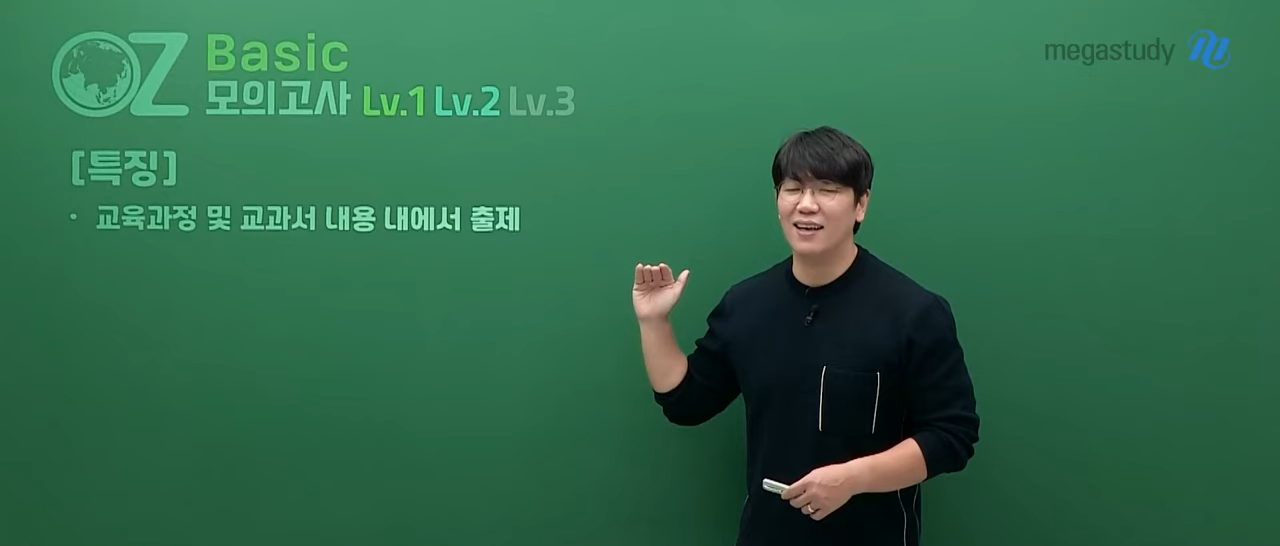 OZ Basic
모의고사 Lv.1 Lv.2 Lv.3
megastudy
[특징]
• 교육과정 및 교과서 내용 내에서 출제